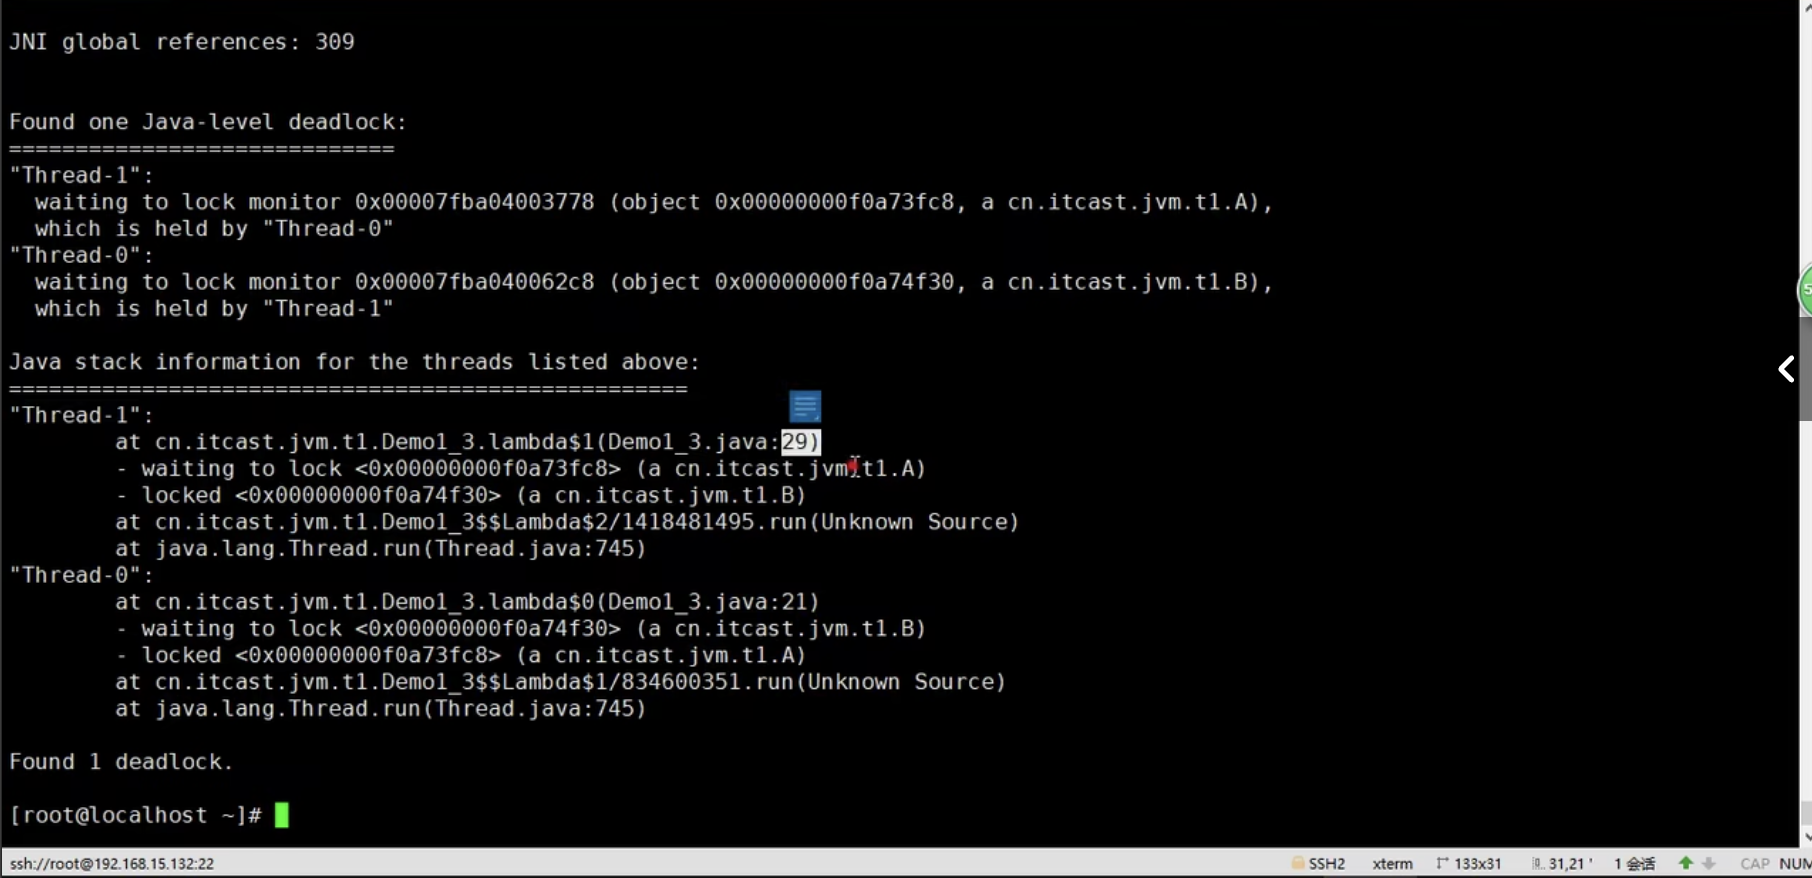 JNI global references: 309
Found one Java-level deadlock:
=============================
"Thread-1":
  waiting to lock monitor 0x00007fba04003778 (object 0x00000000f0a73fc8, a cn.itcast.jvm.t1.A),
  which is held by "Thread-0"
"Thread-0":
  waiting to lock monitor 0x00007fba040062c8 (object 0x00000000f0a74f30, a cn.itcast.jvm.t1.B),
  which is held by "Thread-1"
Java stack information for the threads listed above:
===================================================
"Thread-1":
        at cn.itcast.jvm.t1.Demo1_3.lambda$1(Demo1_3.java:29)
        - waiting to lock <0x00000000f0a73fc8> (a cn.itcast.jvm.t1.A)
        - locked <0x00000000f0a74f30> (a cn.itcast.jvm.t1.B)
        at cn.itcast.jvm.t1.Demo1_3$$Lambda$2/1418481495.run(Unknown Source)
        at java.lang.Thread.run(Thread.java:745)
"Thread-0":
        at cn.itcast.jvm.t1.Demo1_3.lambda$0(Demo1_3.java:21)
        - waiting to lock <0x00000000f0a74f30> (a cn.itcast.jvm.t1.B)
        - locked <0x00000000f0a73fc8> (a cn.itcast.jvm.t1.A)
        at cn.itcast.jvm.t1.Demo1_3$$Lambda$1/834600351.run(Unknown Source)
        at java.lang.Thread.run(Thread.java:745)
Found 1 deadlock.
[root@localhost ~]#
ssh://root@192.168.15.132:22 SSH2 xterm 133x31 31,21 1 会话 CAP NUM